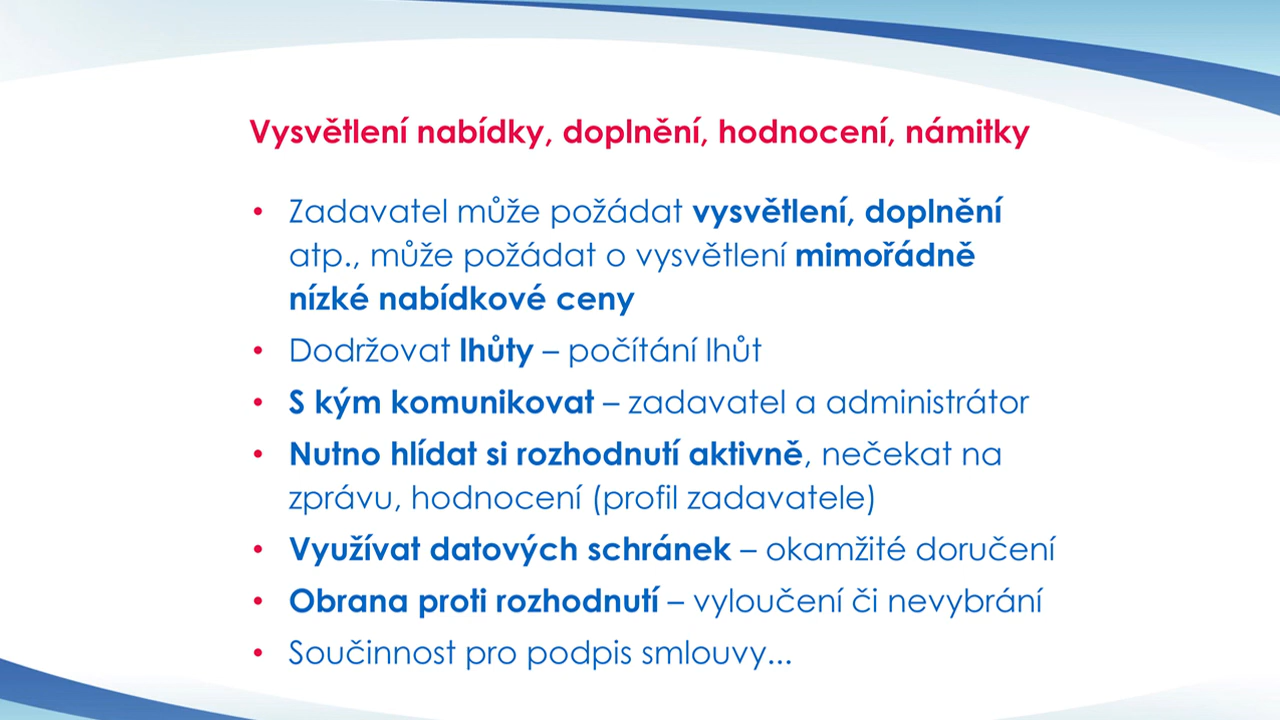 Vysvětlení nabídky, doplnění, hodnocení, námitky
• Zadavatel může požádat vysvětlení, doplnění
atp., může požádat o vysvětlení mimořádně
nízké nabídkové ceny
• Dodržovat lhůty – počítání lhůt
• S kým komunikovat – zadavatel a administrátor
• Nutno hlídat si rozhodnutí aktivně, nečekat na
zprávu, hodnocení (profil zadavatele)
• Využívat datových schránek – okamžité doručení
• Obrana proti rozhodnutí – vyloučení či nevybrání
• Součinnost pro podpis smlouvy...